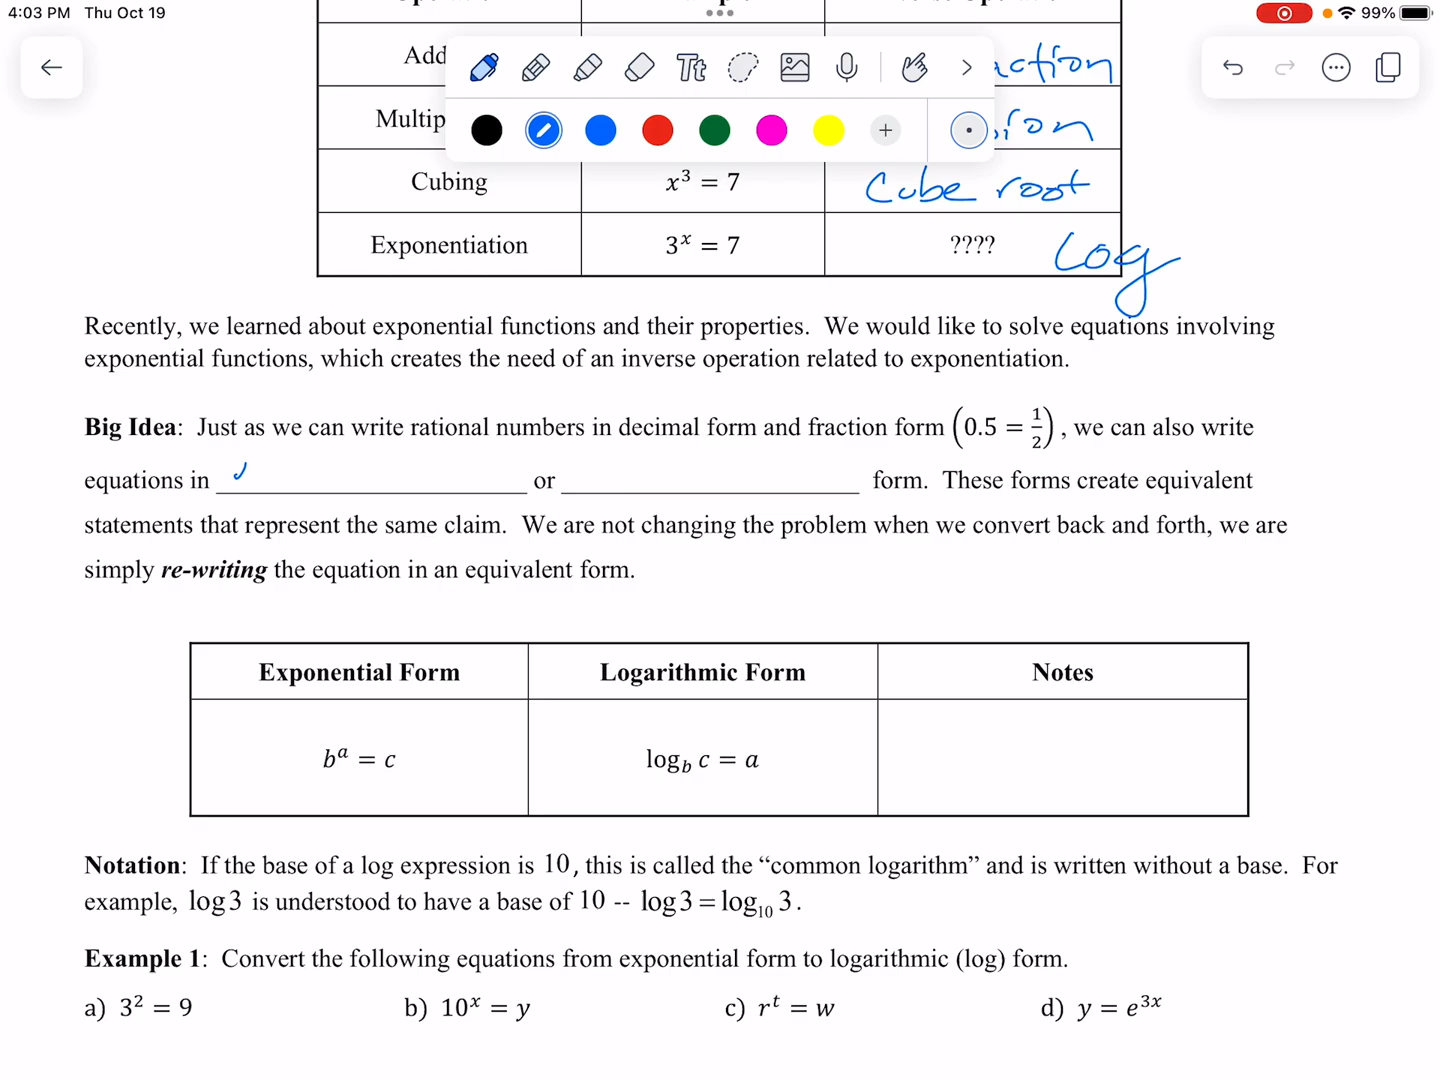 4:03 PM Thu Oct 19
99%
Add
Tt
Multip
Cubing
x³ = 7
Cube root
Exponentiation
3ˣ = 7
????
Log
Recently, we learned about exponential functions and their properties. We would like to solve equations involving
exponential functions, which creates the need of an inverse operation related to exponentiation.
Big Idea: Just as we can write rational numbers in decimal form and fraction form (0.5 = 1/2), we can also write
equations in ____ or ____ form. These forms create equivalent
statements that represent the same claim. We are not changing the problem when we convert back and forth, we are
simply re-writing the equation in an equivalent form.
Exponential Form
Logarithmic Form
Notes
bᵃ = c
log_b c = a
Notation: If the base of a log expression is 10, this is called the “common logarithm” and is written without a base. For
example, log 3 is understood to have a base of 10 -- log 3 = log₁₀ 3.
Example 1: Convert the following equations from exponential form to logarithmic (log) form.
a) 3² = 9
b) 10ˣ = y
c) rᵗ = w
d) y = e³ˣ